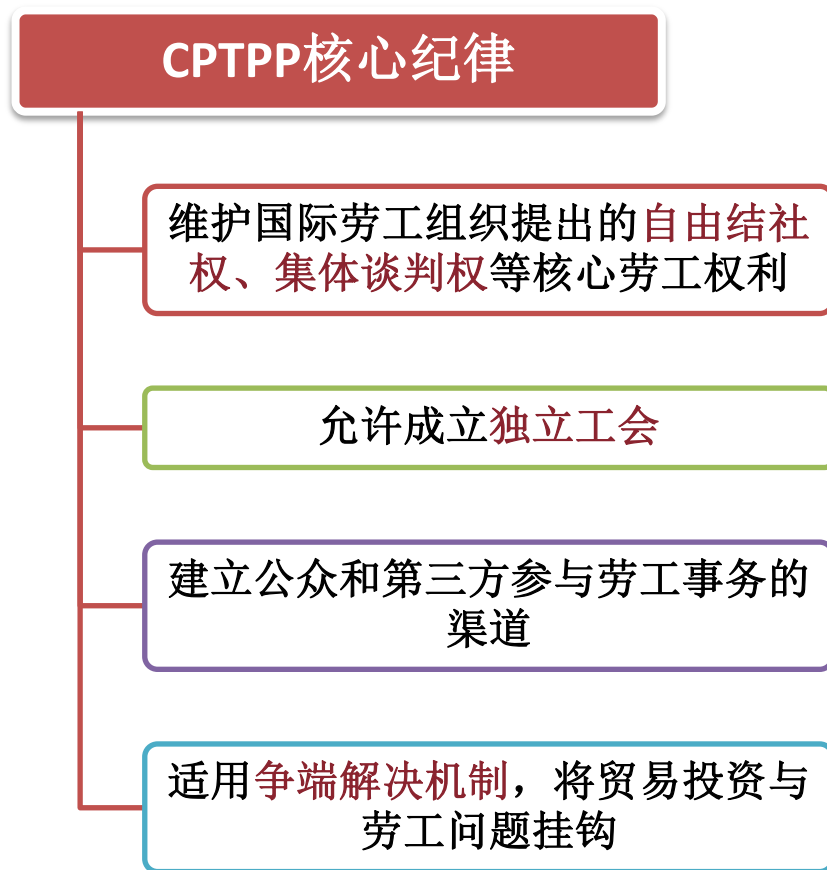 CPTPP核心纪律
维护国际劳工组织提出的自由结社
权、集体谈判权等核心劳工权利
允许成立独立工会
建立公众和第三方参与劳工事务的
渠道
适用争端解决机制，将贸易投资与
劳工问题挂钩